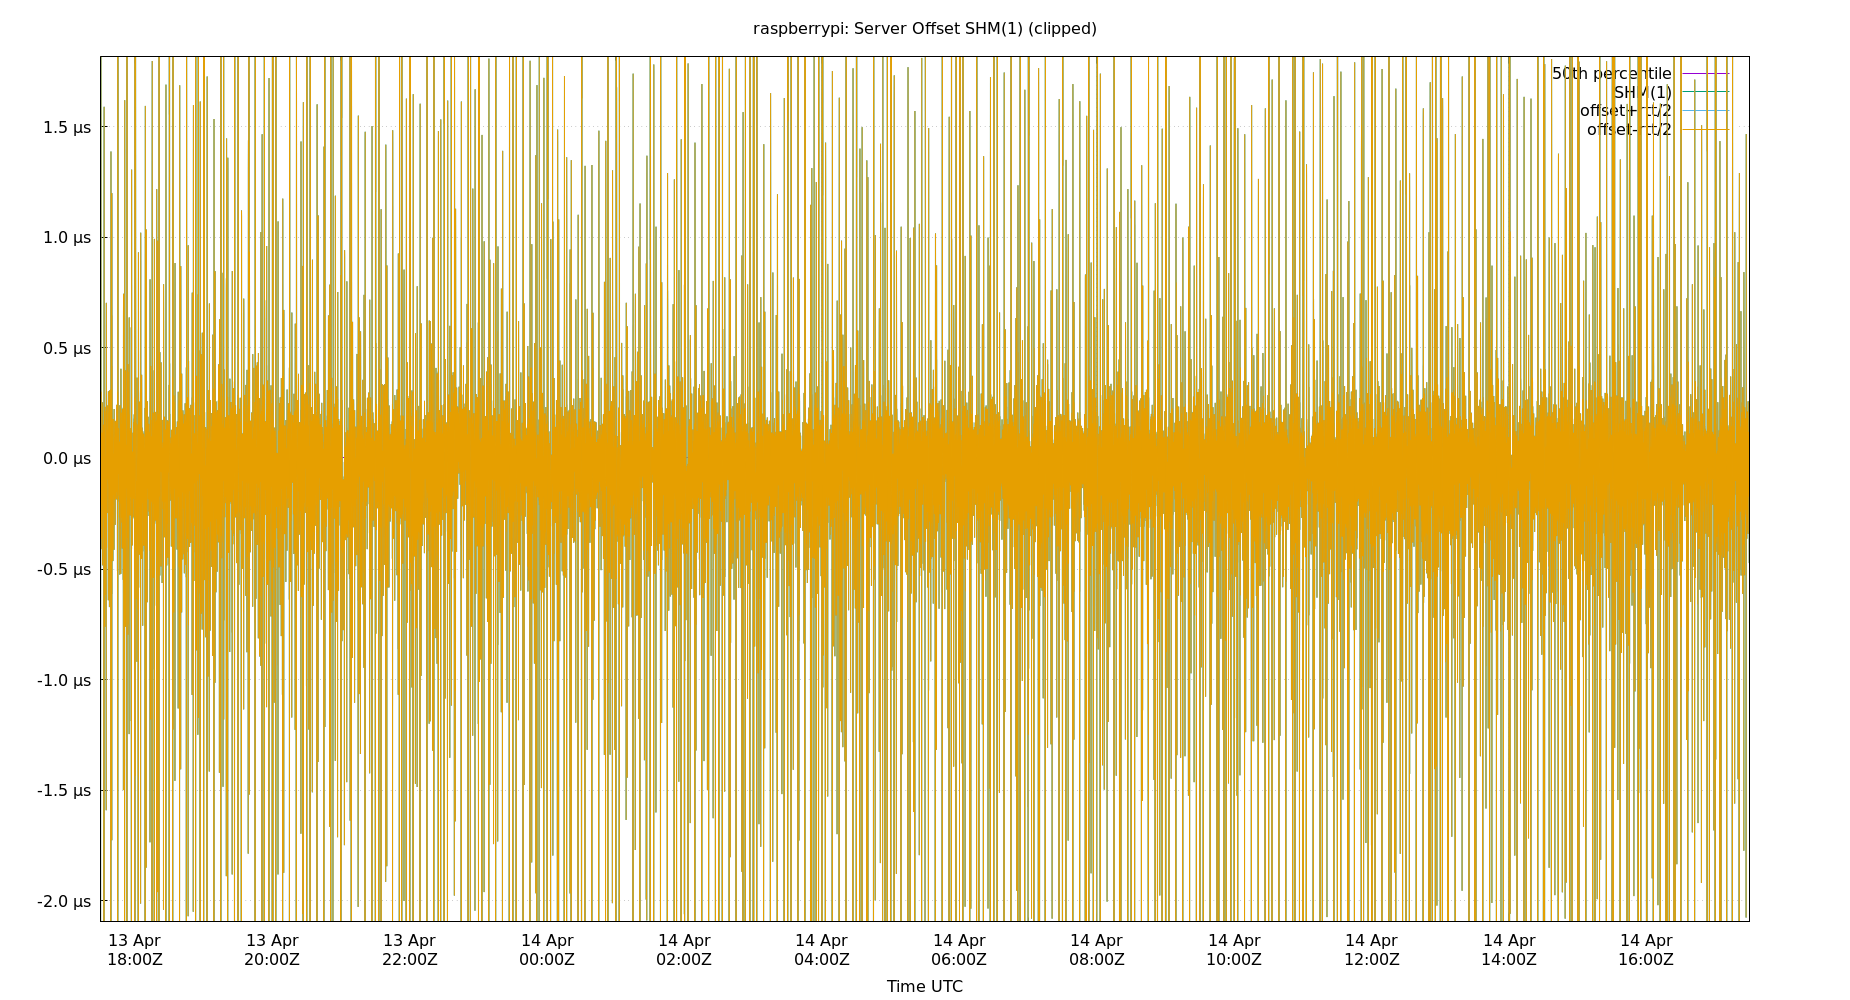 raspberrypi: Server Offset SHM(1) (clipped)
50th percentile
SHM(1)
offset+rtt/2
offset-rtt/2
1.5 µs
1.0 µs
0.5 µs
0.0 µs
-0.5 µs
-1.0 µs
-1.5 µs
-2.0 µs
13 Apr 13 Apr 13 Apr 14 Apr 14 Apr 14 Apr 14 Apr 14 Apr 14 Apr 14 Apr 14 Apr 14 Apr
18:00Z 20:00Z 22:00Z 00:00Z 02:00Z 04:00Z 06:00Z 08:00Z 10:00Z 12:00Z 14:00Z 16:00Z
Time UTC